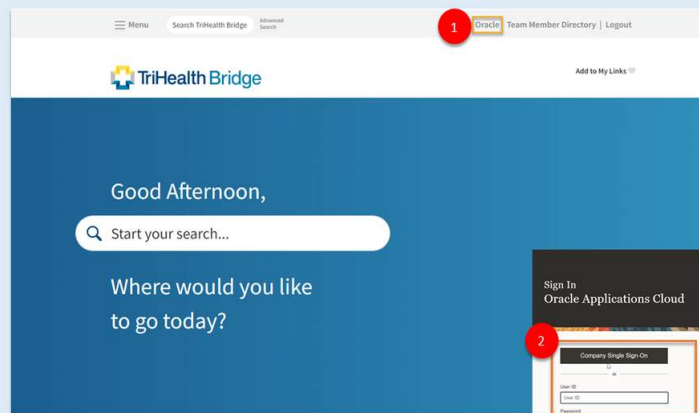 Menu Search TriHealth Bridge Advanced Search 1 Oracle Team Member Directory | Logout
TriHealth Bridge
Add to My Links
Good Afternoon,
Start your search...
Where would you like
to go today?
Sign In
Oracle Applications Cloud
2
Company Single Sign-On
or
User ID
User ID
Password